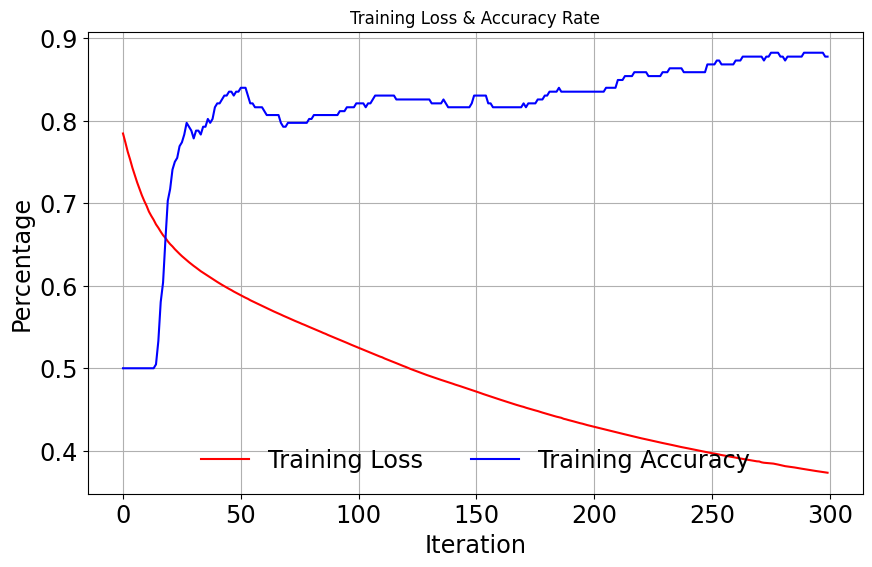 Training Loss & Accuracy Rate
Percentage
0.9
0.8
0.7
0.6
0.5
0.4
Training Loss
Training Accuracy
0
50
100
150
200
250
300
Iteration